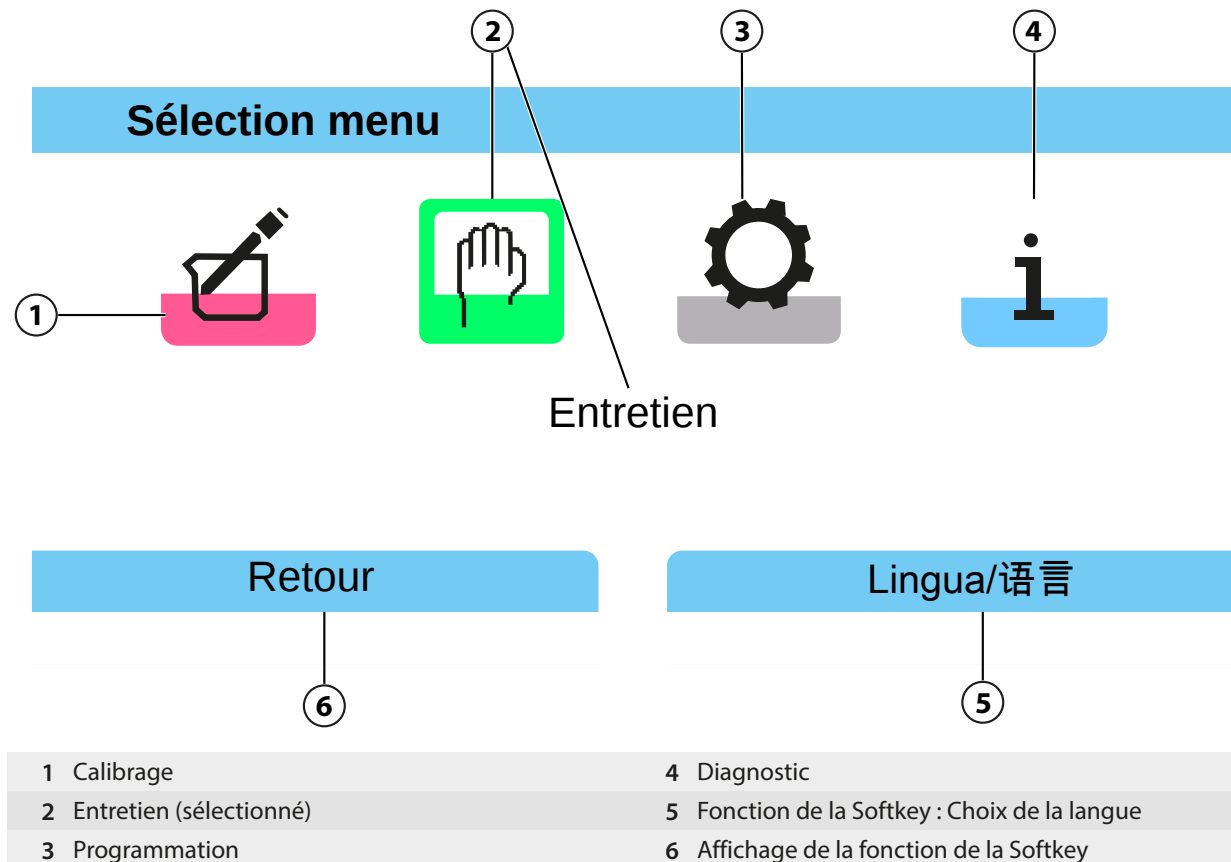 2 3 4
Sélection menu
1
Entretien
Retour Lingua/语言
6 5
1 Calibrage
2 Entretien (sélectionné)
3 Programmation
4 Diagnostic
5 Fonction de la Softkey : Choix de la langue
6 Affichage de la fonction de la Softkey